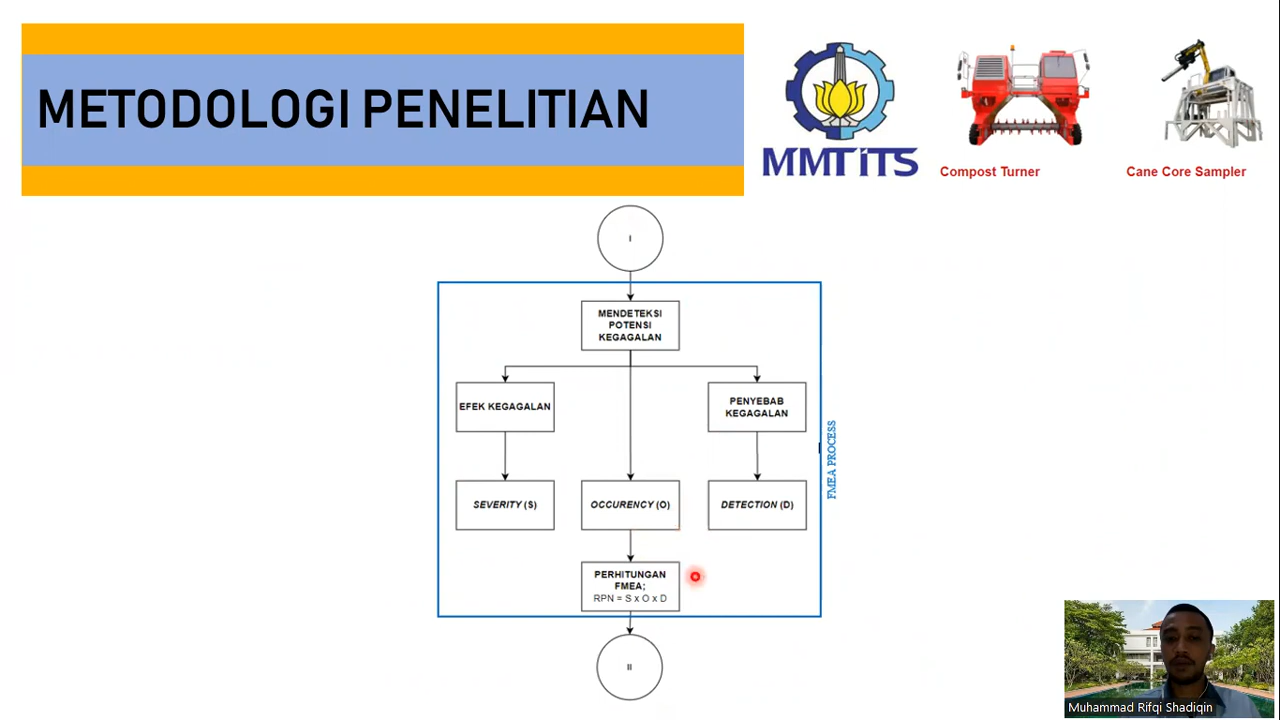 METODOLOGI PENELITIAN
MMT ITS
Compost Turner
Cane Core Sampler
I
MENDETEKSI
POTENSI
KEGAGALAN
EFEK KEGAGALAN
PENYEBAB
KEGAGALAN
FMEA PROCESS
SEVERITY (S)
OCCURENCY (O)
DETECTION (D)
PERHITUNGAN
FMEA;
RPN = S x O x D
II
Muhammad Rifqi Shadiqin